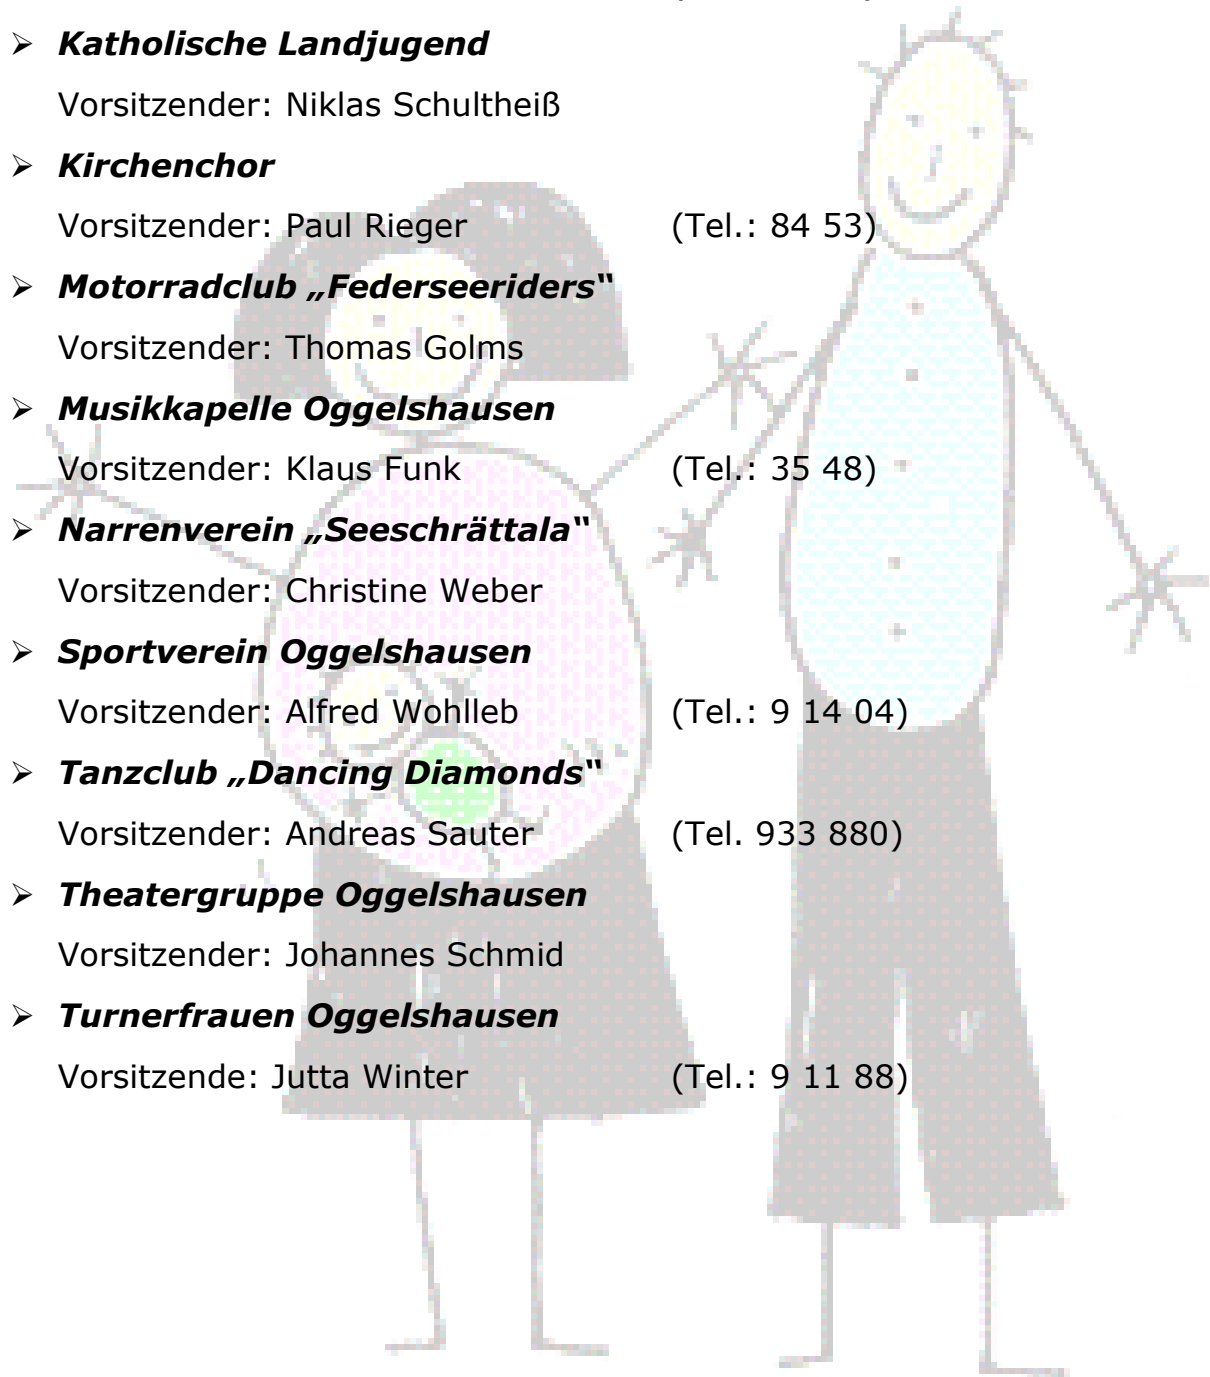 ➢ Katholische Landjugend
Vorsitzender: Niklas Schultheiß
➢ Kirchenchor
Vorsitzender: Paul Rieger (Tel.: 84 53)
➢ Motorradclub „Federseeriders“
Vorsitzender: Thomas Golms
➢ Musikkapelle Oggelshausen
Vorsitzender: Klaus Funk (Tel.: 35 48)
➢ Narrenverein „Seeschrättala“
Vorsitzender: Christine Weber
➢ Sportverein Oggelshausen
Vorsitzender: Alfred Wohlleb (Tel.: 9 14 04)
➢ Tanzclub „Dancing Diamonds“
Vorsitzender: Andreas Sauter (Tel. 933 880)
➢ Theatergruppe Oggelshausen
Vorsitzender: Johannes Schmid
➢ Turnerfrauen Oggelshausen
Vorsitzende: Jutta Winter (Tel.: 9 11 88)